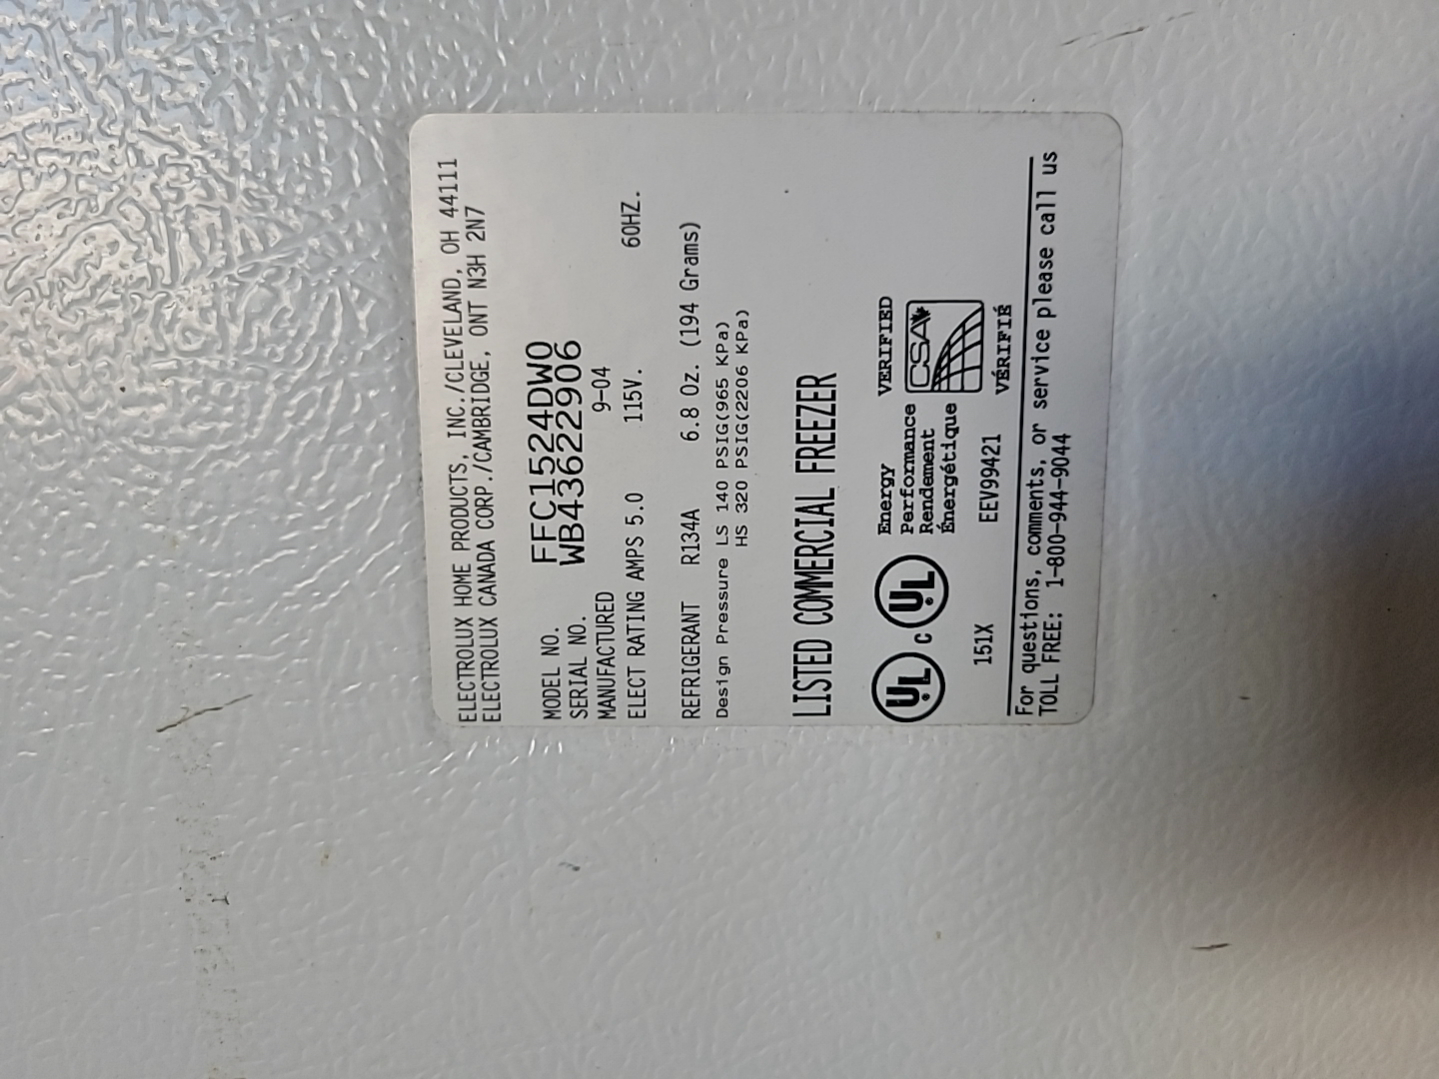 ELECTROLUX HOME PRODUCTS, INC./CLEVELAND, OH 44111
ELECTROLUX CANADA CORP./CAMBRIDGE, ONT N3H 2N7
MODEL NO. FFC1524DW0
SERIAL NO. WB43622906
MANUFACTURED 9-04
ELECT RATING AMPS 5.0 115V. 60HZ.
REFRIGERANT R134A 6.8 Oz. (194 Grams)
Design Pressure LS 140 PSIG(965 KPa)
HS 320 PSIG(2206 KPa)
LISTED COMMERCIAL FREEZER
UL
C UL
Energy
Performance
Rendement
Énergétique
VERIFIED
CSA
VÉRIFIÉ
151X EEV99421
For questions, comments, or service please call us
TOLL FREE: 1-800-944-9044